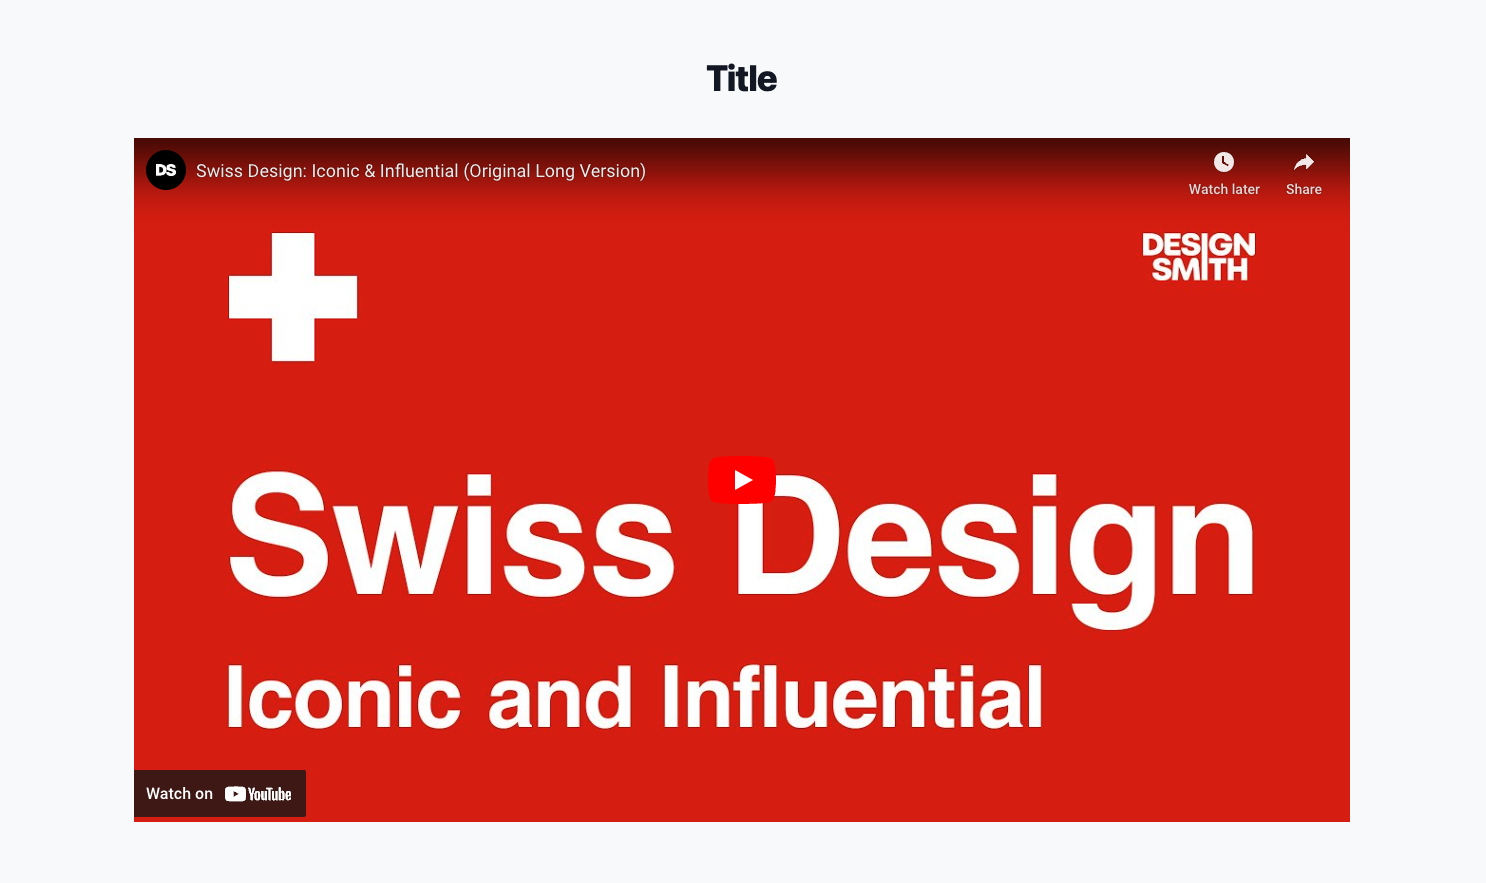 Title
DS
Swiss Design: Iconic & Influential (Original Long Version)
Watch later
Share
DESIGN
SMITH
Swiss Design
Iconic and Influential
Watch on YouTube